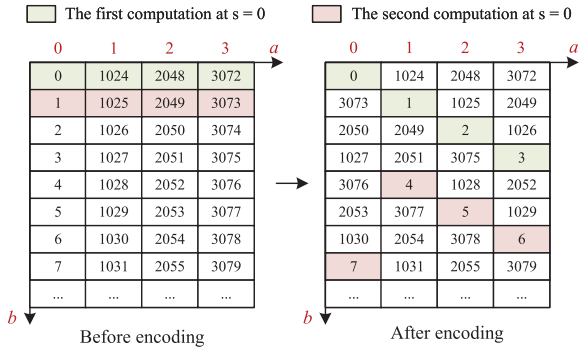 The first computation at s = 0 The second computation at s = 0
0 1 2 3 a 0 1 2 3 a
0 1024 2048 3072 0 1024 2048 3072
1 1025 2049 3073 3073 1 1025 2049
2 1026 2050 3074 2050 2049 2 1026
3 1027 2051 3075 1027 2051 3075 3
4 1028 2052 3076 3076 4 1028 2052
5 1029 2053 3077 2053 3077 5 1029
6 1030 2054 3078 1030 2054 3078 6
7 1031 2055 3079 7 1031 2055 3079
... ... ... ... ... ... ... ...
b Before encoding b After encoding